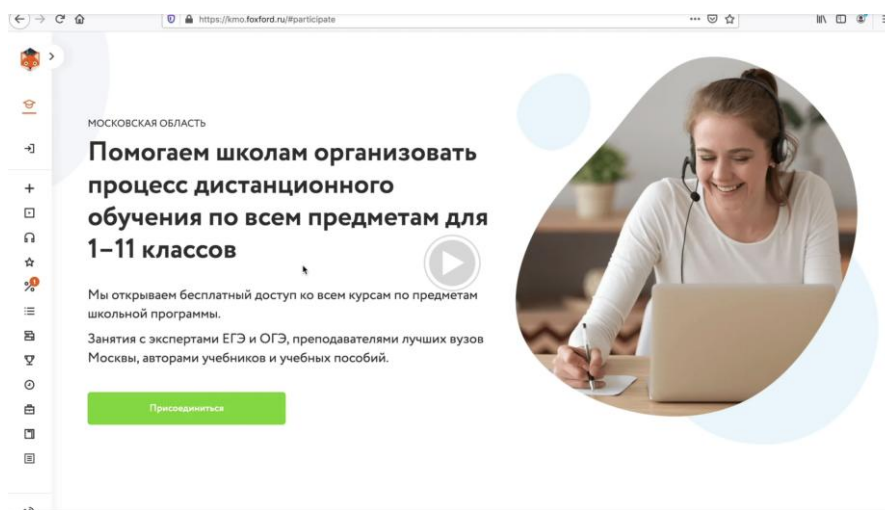 https://kmo.foxford.ru/#participate
МОСКОВСКАЯ ОБЛАСТЬ
Помогаем школам организовать
процесс дистанционного
обучения по всем предметам для
1–11 классов
Мы открываем бесплатный доступ ко всем курсам по предметам
школьной программы.
Занятия с экспертами ЕГЭ и ОГЭ, преподавателями лучших вузов
Москвы, авторами учебников и учебных пособий.
Присоединиться